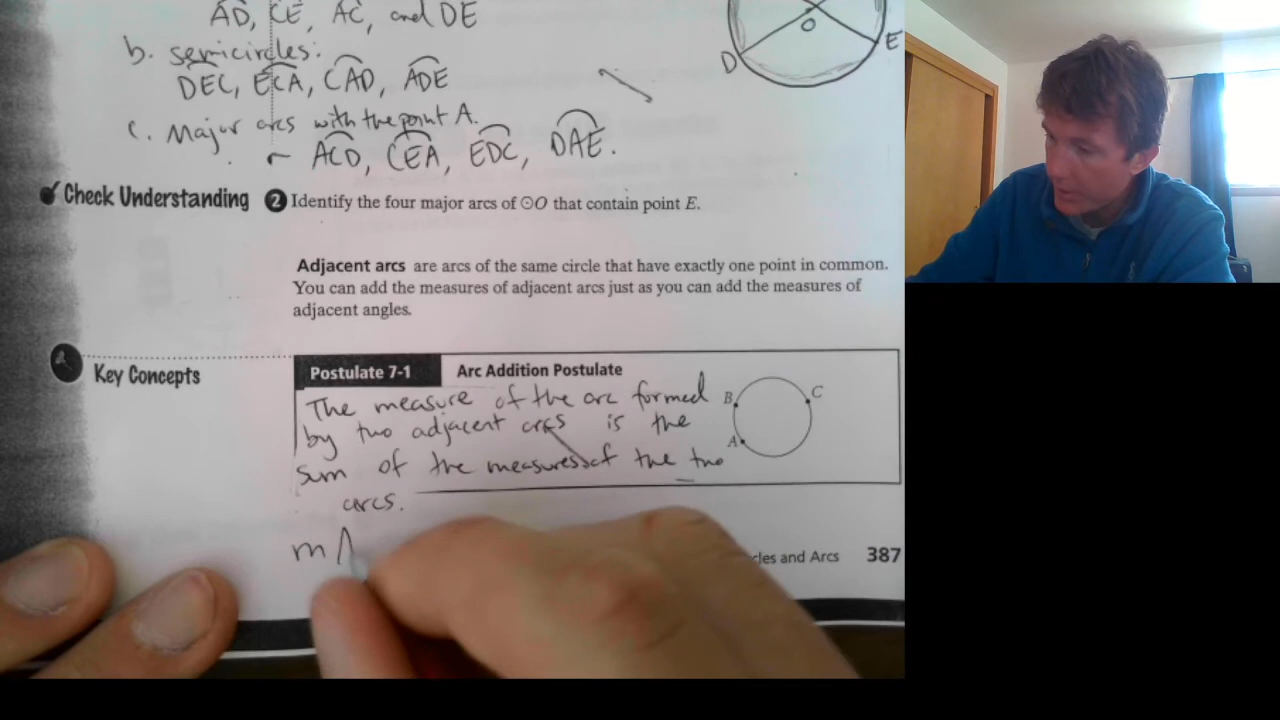 AD, CE, AC, and DE
b. semicircles:
DEC, ECA, CAD, ADE
c. Major arcs with the point A.
ACD, CEA, EDC, DAE.
O
E
D
Check Understanding 2 Identify the four major arcs of ⊙O that contain point E.
Adjacent arcs are arcs of the same circle that have exactly one point in common.
You can add the measures of adjacent arcs just as you can add the measures of
adjacent angles.
Key Concepts
Postulate 7-1 Arc Addition Postulate
The measure of the arc formed
by two adjacent arcs is the
sum of the measures of the two
arcs.
B
C
A
m A
and Arcs 387